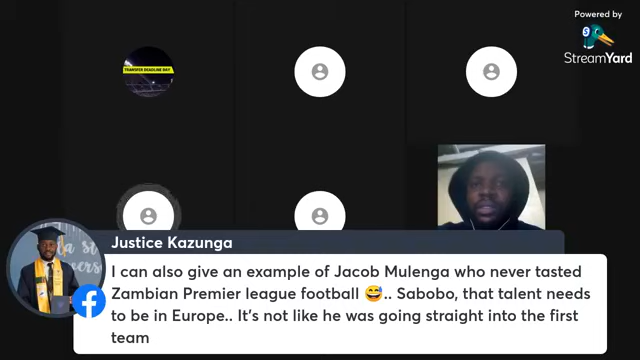 Powered by
StreamYard
TRANSFER DEADLINE DAY
Justice Kazunga
I can also give an example of Jacob Mulenga who never tasted
Zambian Premier league football 😅.. Sabobo, that talent needs
to be in Europe.. It's not like he was going straight into the first
team